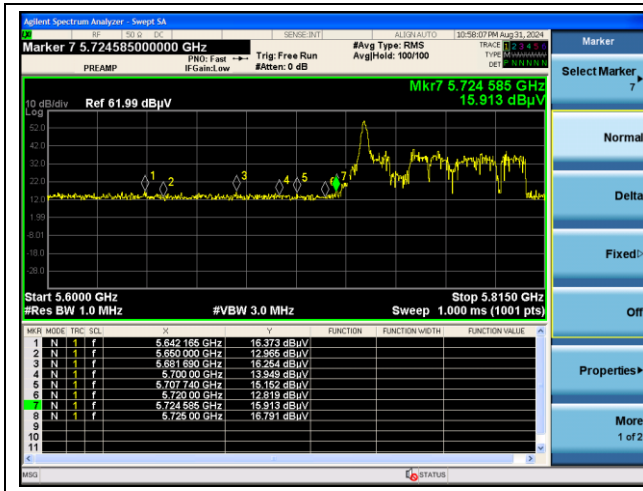 Agilent Spectrum Analyzer - Swept SA
RF 50 Ω DC SENSE:INT ALIGN AUTO 10:58:07 PM Aug 31, 2024
Marker 7 5.724585000000 GHz
PREAMP
PNO: Fast
IFGain:Low
Trig: Free Run
#Atten: 0 dB
#Avg Type: RMS
Avg|Hold: 100/100
TRACE 1 2 3 4 5 6
TYPE MWWWWW
DET P N N N N N
Mkr7 5.724 585 GHz
15.913 dBµV
10 dB/div Ref 61.99 dBµV
Log
52.0
42.0
32.0
22.0
12.0
1.99
-8.01
-18.0
-28.0
1 2 3 4 5 6 7
Start 5.6000 GHz Stop 5.8150 GHz
#Res BW 1.0 MHz #VBW 3.0 MHz Sweep 1.000 ms (1001 pts)
MKR MODE TRC SCL X Y FUNCTION FUNCTION WIDTH FUNCTION VALUE
1 N 1 f 5.642 165 GHz 16.373 dBµV
2 N 1 f 5.650 000 GHz 12.965 dBµV
3 N 1 f 5.681 690 GHz 16.254 dBµV
4 N 1 f 5.700 00 GHz 13.949 dBµV
5 N 1 f 5.707 740 GHz 15.152 dBµV
6 N 1 f 5.720 00 GHz 12.819 dBµV
7 N 1 f 5.724 585 GHz 15.913 dBµV
8 N 1 f 5.725 00 GHz 16.791 dBµV
9
10
11
MSG STATUS
Marker
Select Marker
7
Normal
Delta
Fixed
Off
Properties
More
1 of 2